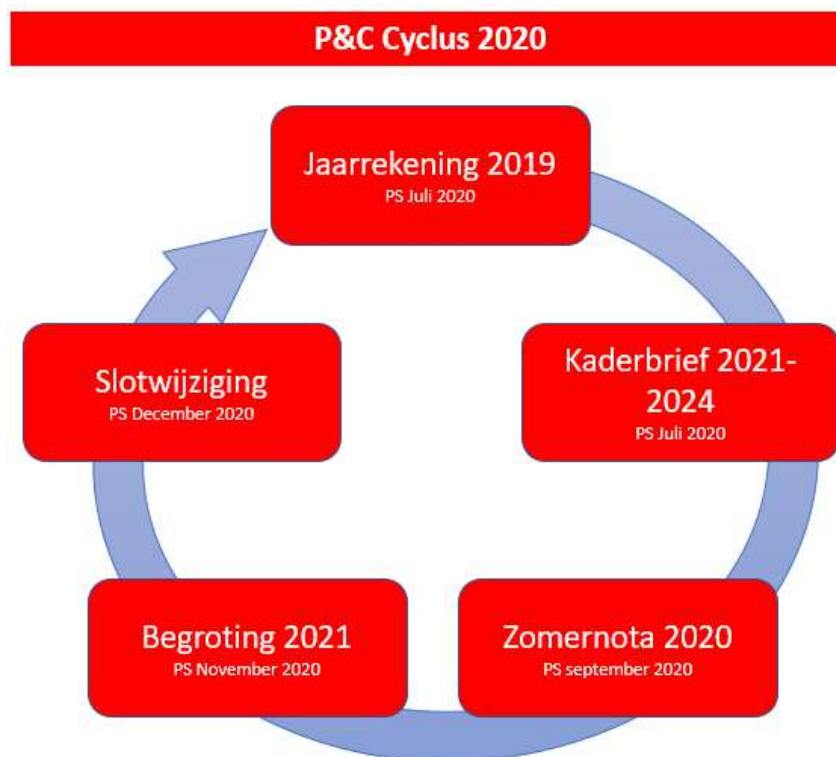 P&C Cyclus 2020
Jaarrekening 2019
PS Juli 2020
Kaderbrief 2021-
2024
PS Juli 2020
Zomernota 2020
PS september 2020
Begroting 2021
PS November 2020
Slotwijziging
PS December 2020